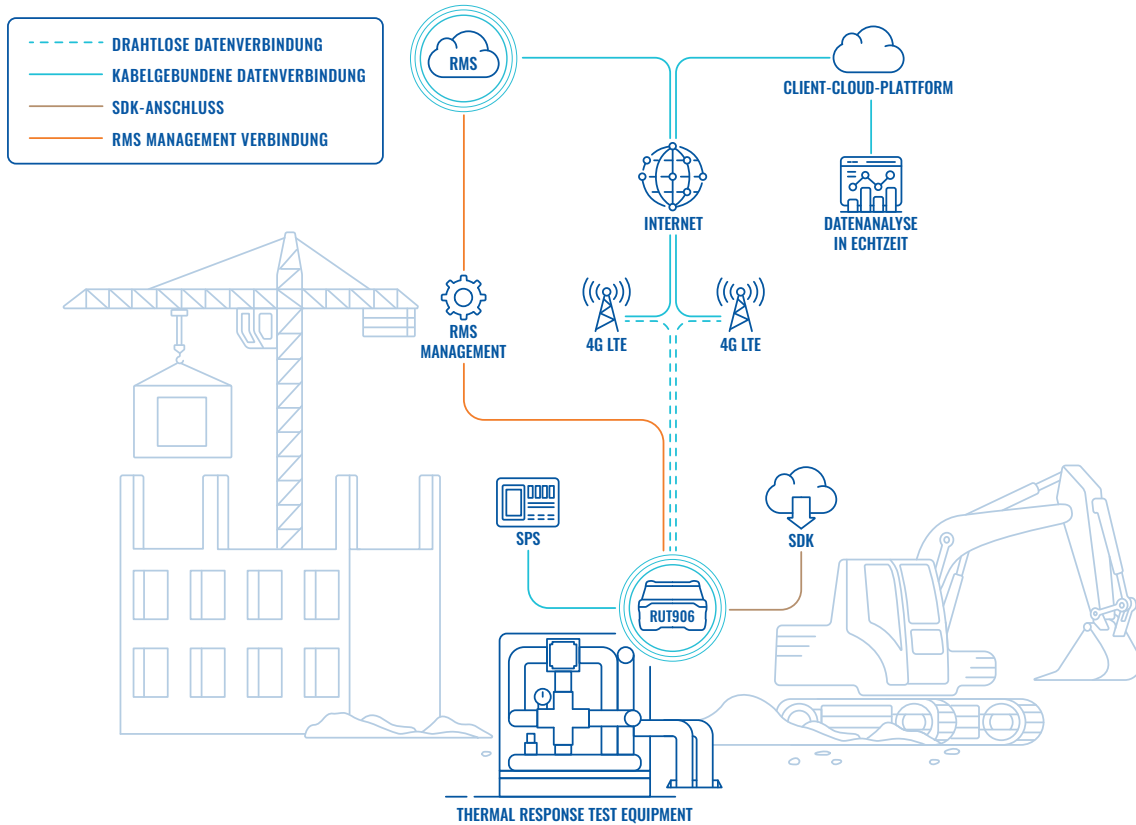 DRAHTLOSE DATENVERBINDUNG
KABELGEBUNDENE DATENVERBINDUNG
SDK-ANSCHLUSS
RMS MANAGEMENT VERBINDUNG
RMS
CLIENT-CLOUD-PLATTFORM
INTERNET
DATENANALYSE
IN ECHTZEIT
RMS
MANAGEMENT
4G LTE
4G LTE
SPS
SDK
RUT906
THERMAL RESPONSE TEST EQUIPMENT